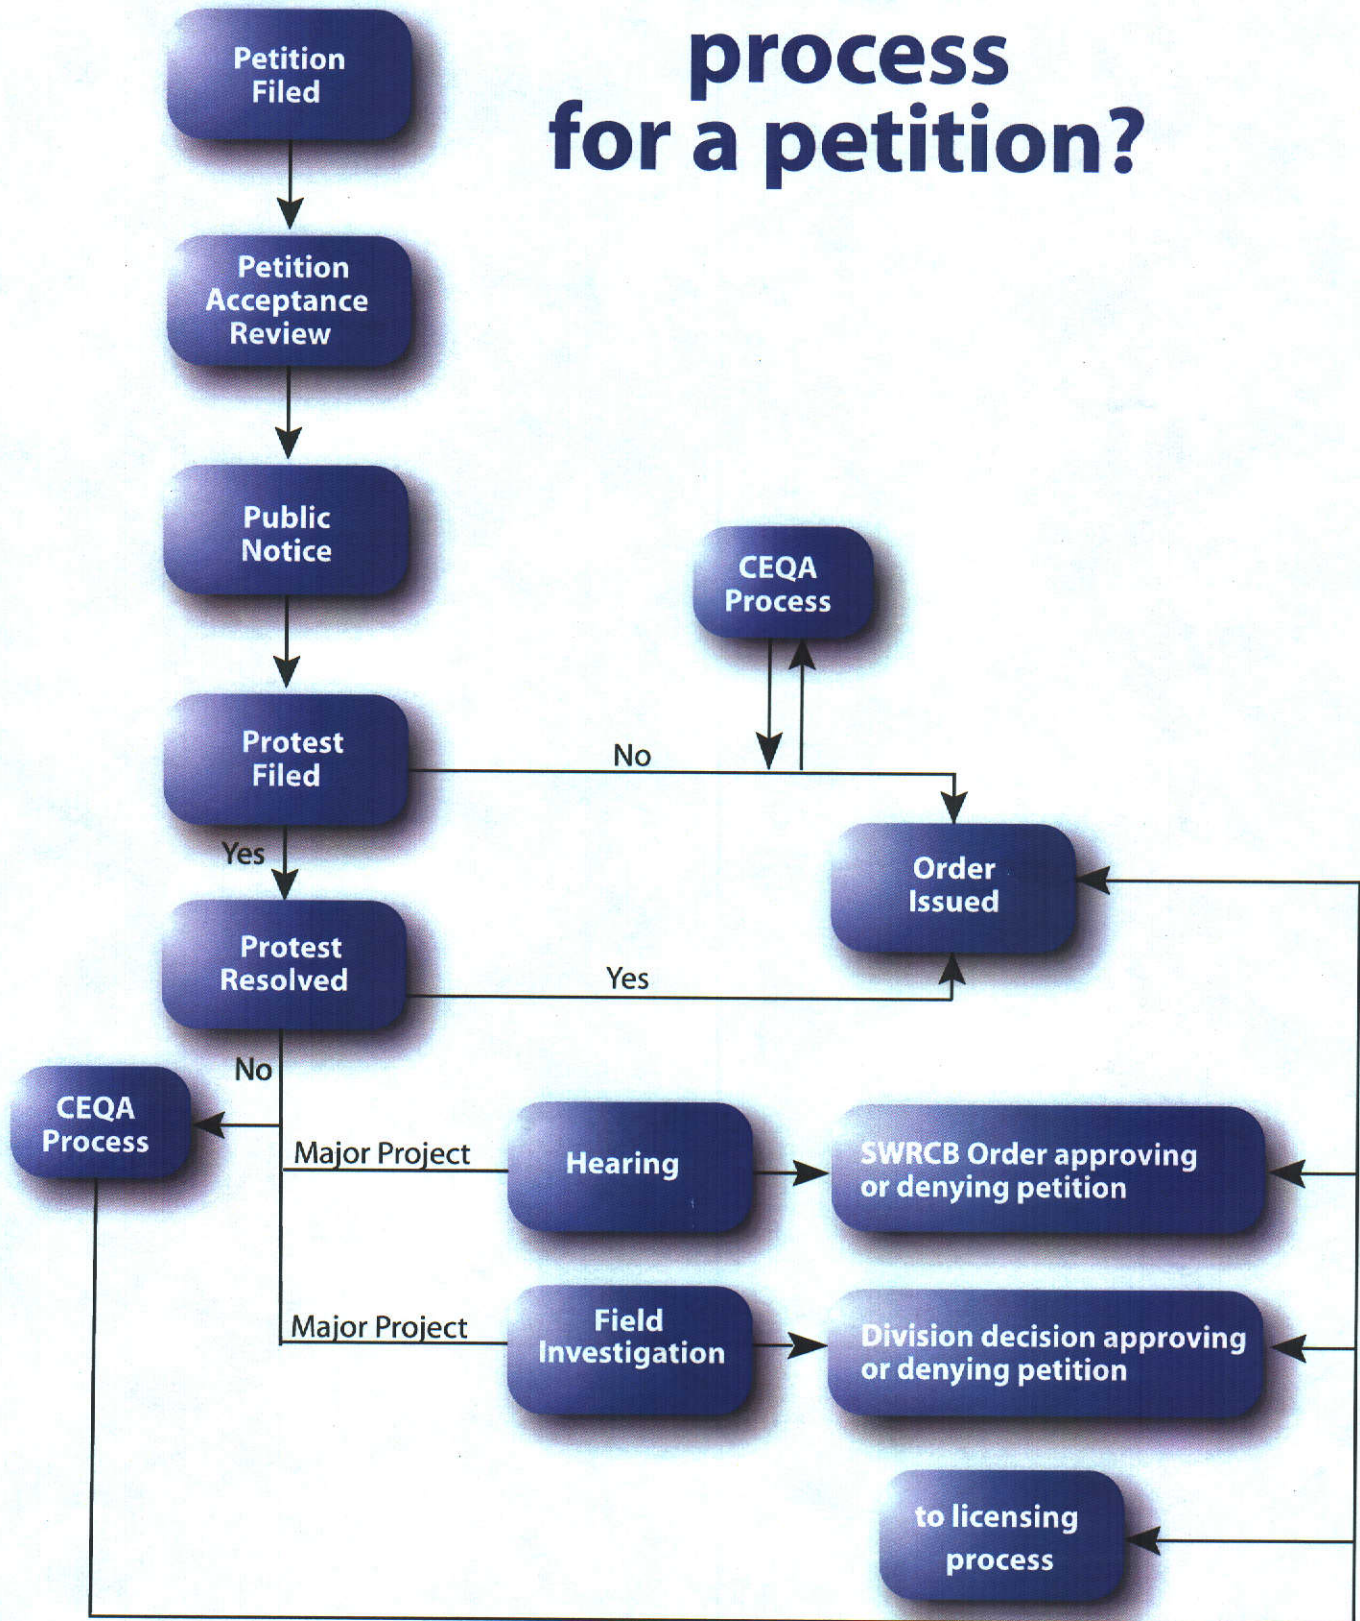 process
for a petition?
Petition
Filed
Petition
Acceptance
Review
Public
Notice
CEQA
Process
Protest
Filed
No
Yes
Order
Issued
Protest
Resolved
Yes
No
CEQA
Process
Major Project
Hearing
SWRCB Order approving
or denying petition
Major Project
Field
Investigation
Division decision approving
or denying petition
to licensing
process